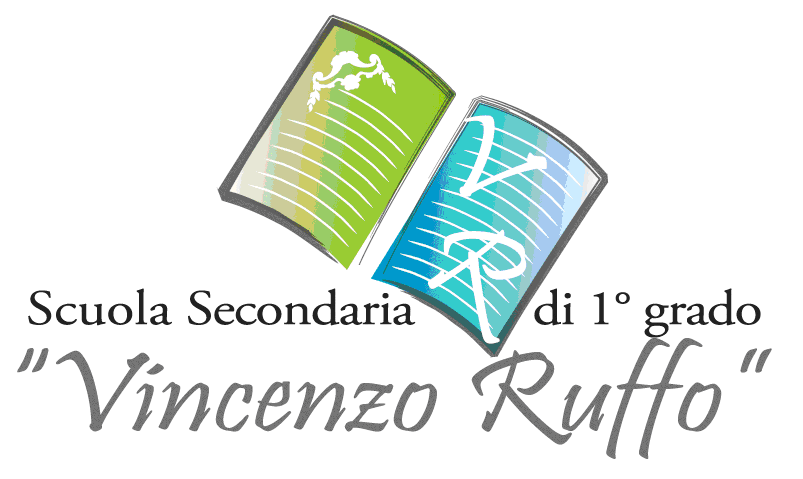 V
R
Scuola Secondaria di 1° grado
"Vincenzo Ruffo"